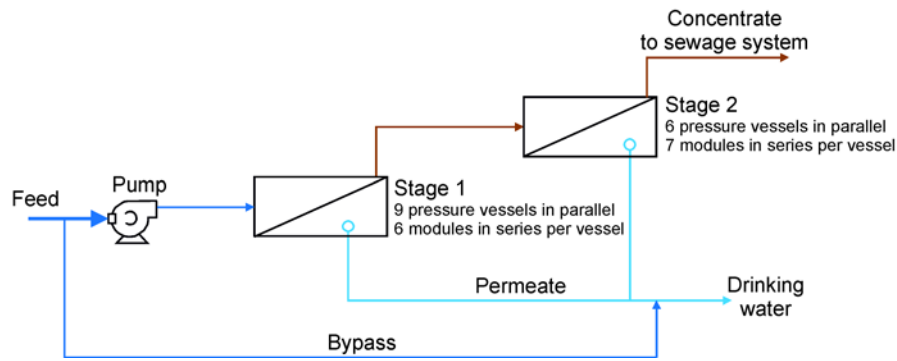 Concentrate
to sewage system
Stage 2
6 pressure vessels in parallel
7 modules in series per vessel
Pump
Feed
Stage 1
9 pressure vessels in parallel
6 modules in series per vessel
Permeate
Drinking
water
Bypass